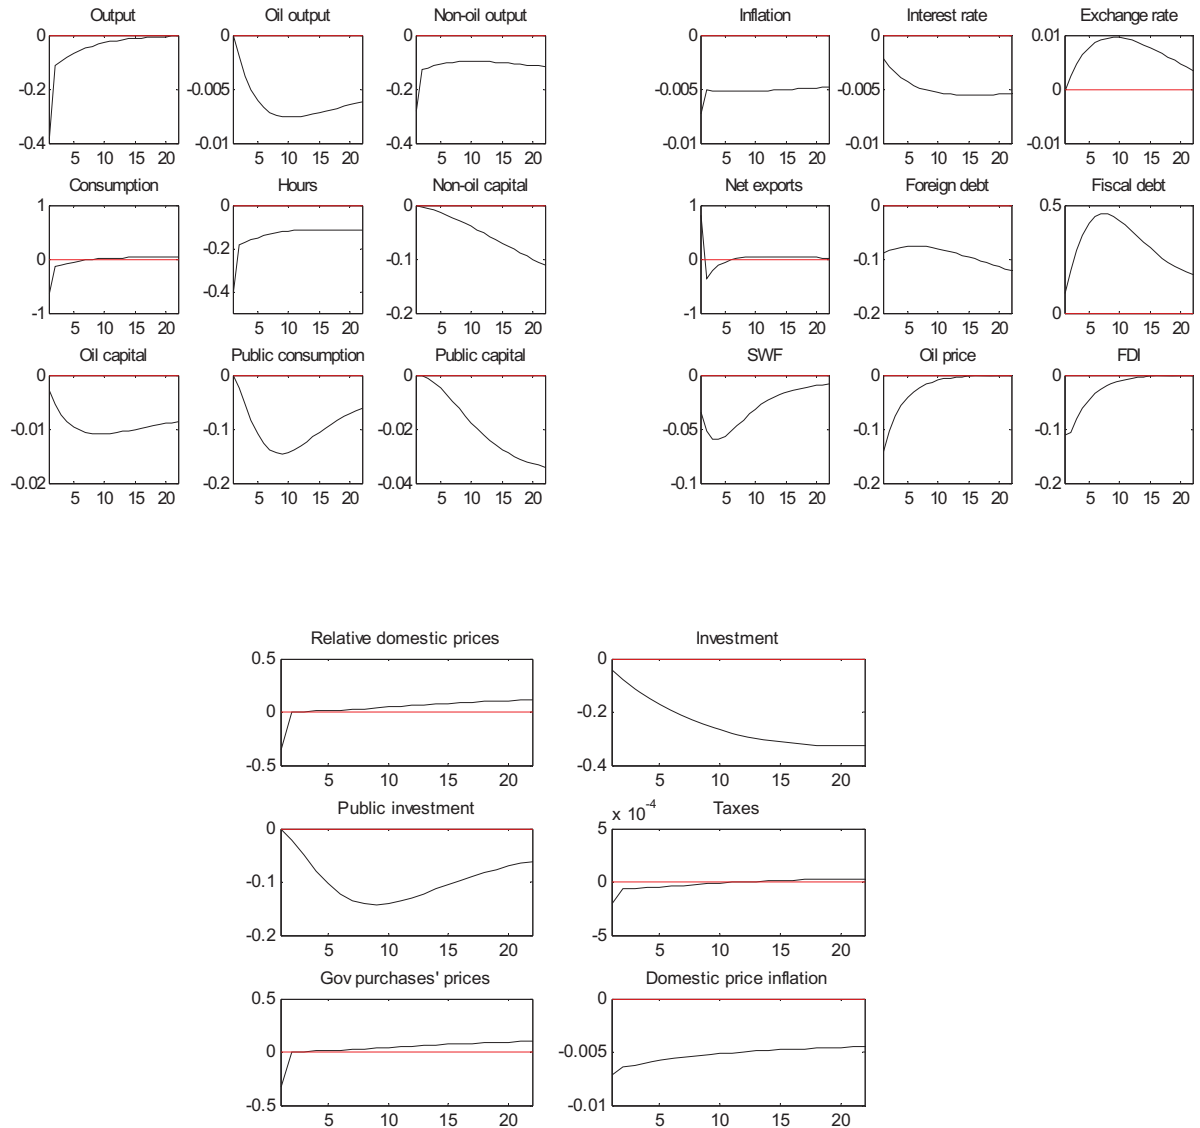 Output Oil output Non-oil output Inflation Interest rate Exchange rate
0 0 0 0 0 0.01
-0.2 -0.005 -0.2 -0.005 -0.005 0
-0.4 -0.01 -0.4 -0.01 -0.01 0.01
5 10 15 20 5 10 15 20 5 10 15 20 5 10 15 20 5 10 15 20 5 10 15 20
Consumption Hours Non-oil capital Net exports Foreign debt Fiscal debt
1 0 0 1 0 0.5
0 -0.2 -0.1 0 -0.1
-1 -0.4 -0.2 -1 -0.2 0
5 10 15 20 5 10 15 20 5 10 15 20 5 10 15 20 5 10 15 20 5 10 15 20
Oil capital Public consumption Public capital SWF Oil price FDI
0 0 0 0 0 0
-0.01 -0.1 -0.02 -0.05 -0.1 -0.1
-0.02 -0.2 -0.04 -0.1 -0.2 -0.2
5 10 15 20 5 10 15 20 5 10 15 20 5 10 15 20 5 10 15 20 5 10 15 20
Relative domestic prices Investment
0.5 0
0 -0.2
-0.5 -0.4
5 10 15 20 5 10 15 20
Public investment Taxes
x 10⁻⁴
0 5
-0.1 0
-0.2 -5
5 10 15 20 5 10 15 20
Gov purchases' prices Domestic price inflation
0.5 0
0 -0.005
-0.5 -0.01
5 10 15 20 5 10 15 20